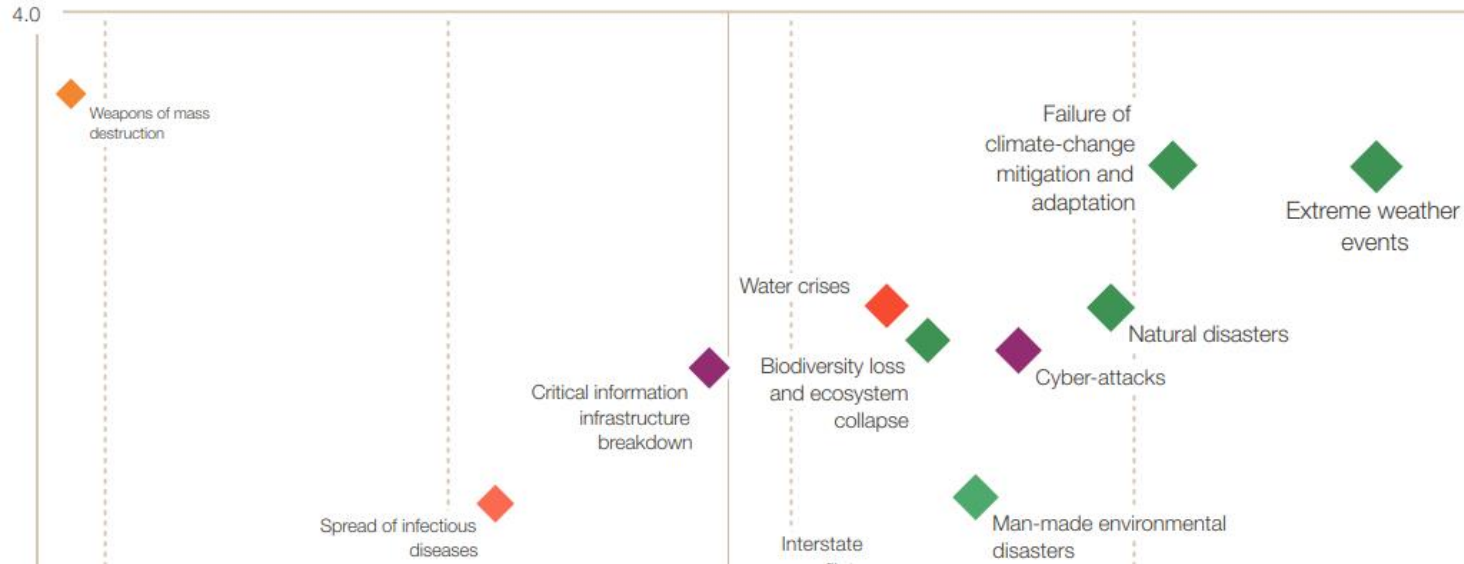 4.0
Weapons of mass
destruction
Failure of
climate-change
mitigation and
adaptation
Extreme weather
events
Water crises
Natural disasters
Biodiversity loss
and ecosystem
collapse
Cyber-attacks
Critical information
infrastructure
breakdown
Spread of infectious
diseases
Man-made environmental
disasters
Interstate